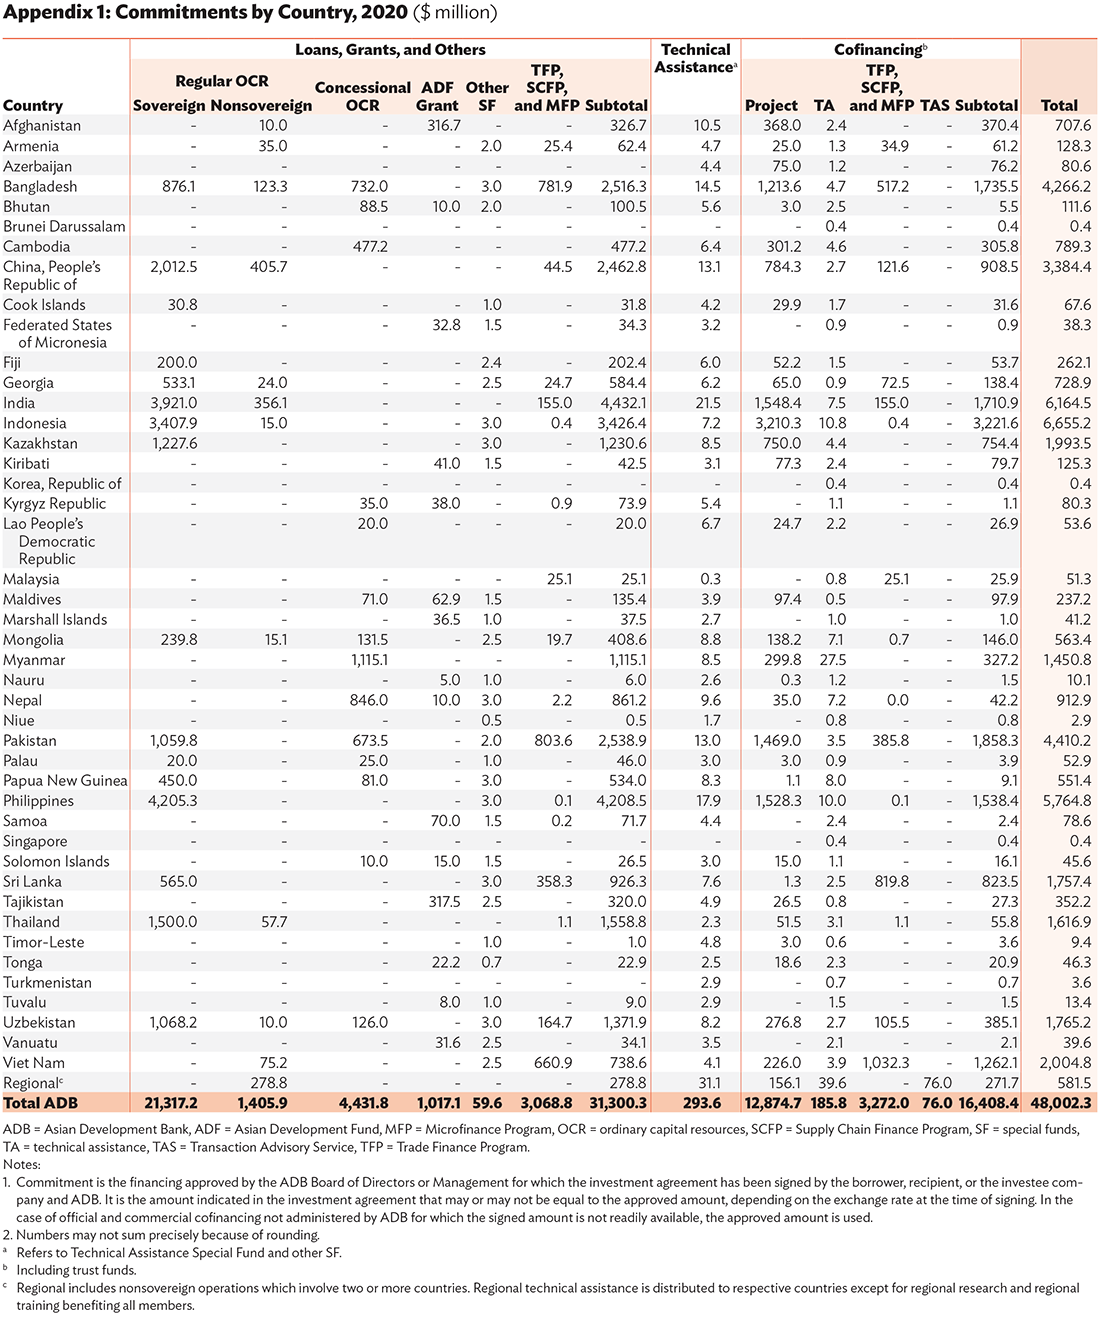 Appendix 1: Commitments by Country, 2020 ($ million)
Loans, Grants, and Others Technical Cofinancingb
Regular OCR TFP, Assistancea TFP,
Concessional ADF Other SCFP, SCFP,
Country Sovereign Nonsovereign OCR Grant SF and MFP Subtotal Project TA and MFP TAS Subtotal Total
Afghanistan – 10.0 – 316.7 – – 326.7 10.5 368.0 2.4 – – 370.4 707.6
Armenia – 35.0 – – 2.0 25.4 62.4 4.7 25.0 1.3 34.9 – 61.2 128.3
Azerbaijan – – – – – – – 4.4 75.0 1.2 – – 76.2 80.6
Bangladesh 876.1 123.3 732.0 – 3.0 781.9 2,516.3 14.5 1,213.6 4.7 517.2 – 1,735.5 4,266.2
Bhutan – – 88.5 10.0 2.0 – 100.5 5.6 3.0 2.5 – – 5.5 111.6
Brunei Darussalam – – – – – – – – – 0.4 – – 0.4 0.4
Cambodia – – 477.2 – – – 477.2 6.4 301.2 4.6 – – 305.8 789.3
China, People's 2,012.5 405.7 – – – 44.5 2,462.8 13.1 784.3 2.7 121.6 – 908.5 3,384.4
Republic of
Cook Islands 30.8 – – – 1.0 – 31.8 4.2 29.9 1.7 – – 31.6 67.6
Federated States – – – 32.8 1.5 – 34.3 3.2 – 0.9 – – 0.9 38.3
of Micronesia
Fiji 200.0 – – – 2.4 – 202.4 6.0 52.2 1.5 – – 53.7 262.1
Georgia 533.1 24.0 – – 2.5 24.7 584.4 6.2 65.0 0.9 72.5 – 138.4 728.9
India 3,921.0 356.1 – – – 155.0 4,432.1 21.5 1,548.4 7.5 155.0 – 1,710.9 6,164.5
Indonesia 3,407.9 15.0 – – 3.0 0.4 3,426.4 7.2 3,210.3 10.8 0.4 – 3,221.6 6,655.2
Kazakhstan 1,227.6 – – – 3.0 – 1,230.6 8.5 750.0 4.4 – – 754.4 1,993.5
Kiribati – – – 41.0 1.5 – 42.5 3.1 77.3 2.4 – – 79.7 125.3
Korea, Republic of – – – – – – – – – 0.4 – – 0.4 0.4
Kyrgyz Republic – – 35.0 38.0 – 0.9 73.9 5.4 – 1.1 – – 1.1 80.3
Lao People's – – 20.0 – – – 20.0 6.7 24.7 2.2 – – 26.9 53.6
Democratic
Republic
Malaysia – – – – – 25.1 25.1 0.3 – 0.8 25.1 – 25.9 51.3
Maldives – – 71.0 62.9 1.5 – 135.4 3.9 97.4 0.5 – – 97.9 237.2
Marshall Islands – – – 36.5 1.0 – 37.5 2.7 – 1.0 – – 1.0 41.2
Mongolia 239.8 15.1 131.5 – 2.5 19.7 408.6 8.8 138.2 7.1 0.7 – 146.0 563.4
Myanmar – – 1,115.1 – – – 1,115.1 8.5 299.8 27.5 – – 327.2 1,450.8
Nauru – – – 5.0 1.0 – 6.0 2.6 0.3 1.2 – – 1.5 10.1
Nepal – – 846.0 10.0 3.0 2.2 861.2 9.6 35.0 7.2 0.0 – 42.2 912.9
Niue – – – – 0.5 – 0.5 1.7 – 0.8 – – 0.8 2.9
Pakistan 1,059.8 – 673.5 – 2.0 803.6 2,538.9 13.0 1,469.0 3.5 385.8 – 1,858.3 4,410.2
Palau 20.0 – 25.0 – 1.0 – 46.0 3.0 3.0 0.9 – – 3.9 52.9
Papua New Guinea 450.0 – 81.0 – 3.0 – 534.0 8.3 1.1 8.0 – – 9.1 551.4
Philippines 4,205.3 – – – 3.0 0.1 4,208.5 17.9 1,528.3 10.0 0.1 – 1,538.4 5,764.8
Samoa – – – 70.0 1.5 0.2 71.7 4.4 – 2.4 – – 2.4 78.6
Singapore – – – – – – – – – 0.4 – – 0.4 0.4
Solomon Islands – – 10.0 15.0 1.5 – 26.5 3.0 15.0 1.1 – – 16.1 45.6
Sri Lanka 565.0 – – – 3.0 358.3 926.3 7.6 1.3 2.5 819.8 – 823.5 1,757.4
Tajikistan – – – 317.5 2.5 – 320.0 4.9 26.5 0.8 – – 27.3 352.2
Thailand 1,500.0 57.7 – – – 1.1 1,558.8 2.3 51.5 3.1 1.1 – 55.8 1,616.9
Timor-Leste – – – – 1.0 – 1.0 4.8 3.0 0.6 – – 3.6 9.4
Tonga – – – 22.2 0.7 – 22.9 2.5 18.6 2.3 – – 20.9 46.3
Turkmenistan – – – – – – – 2.9 – 0.7 – – 0.7 3.6
Tuvalu – – – 8.0 1.0 – 9.0 2.9 – 1.5 – – 1.5 13.4
Uzbekistan 1,068.2 10.0 126.0 – 3.0 164.7 1,371.9 8.2 276.8 2.7 105.5 – 385.1 1,765.2
Vanuatu – – – 31.6 2.5 – 34.1 3.5 – 2.1 – – 2.1 39.6
Viet Nam – 75.2 – – 2.5 660.9 738.6 4.1 226.0 3.9 1,032.3 – 1,262.1 2,004.8
Regionalc – 278.8 – – – – 278.8 31.1 156.1 39.6 – 76.0 271.7 581.5
Total ADB 21,317.2 1,405.9 4,431.8 1,017.1 59.6 3,068.8 31,300.3 293.6 12,874.7 185.8 3,272.0 76.0 16,408.4 48,002.3
ADB = Asian Development Bank, ADF = Asian Development Fund, MFP = Microfinance Program, OCR = ordinary capital resources, SCFP = Supply Chain Finance Program, SF = special funds,
TA = technical assistance, TAS = Transaction Advisory Service, TFP = Trade Finance Program.
Notes:
1. Commitment is the financing approved by the ADB Board of Directors or Management for which the investment agreement has been signed by the borrower, recipient, or the investee com-
pany and ADB. It is the amount indicated in the investment agreement that may or may not be equal to the approved amount, depending on the exchange rate at the time of signing. In the
case of official and commercial cofinancing not administered by ADB for which the signed amount is not readily available, the approved amount is used.
2. Numbers may not sum precisely because of rounding.
a Refers to Technical Assistance Special Fund and other SF.
b Including trust funds.
c Regional includes nonsovereign operations which involve two or more countries. Regional technical assistance is distributed to respective countries except for regional research and regional
training benefiting all members.